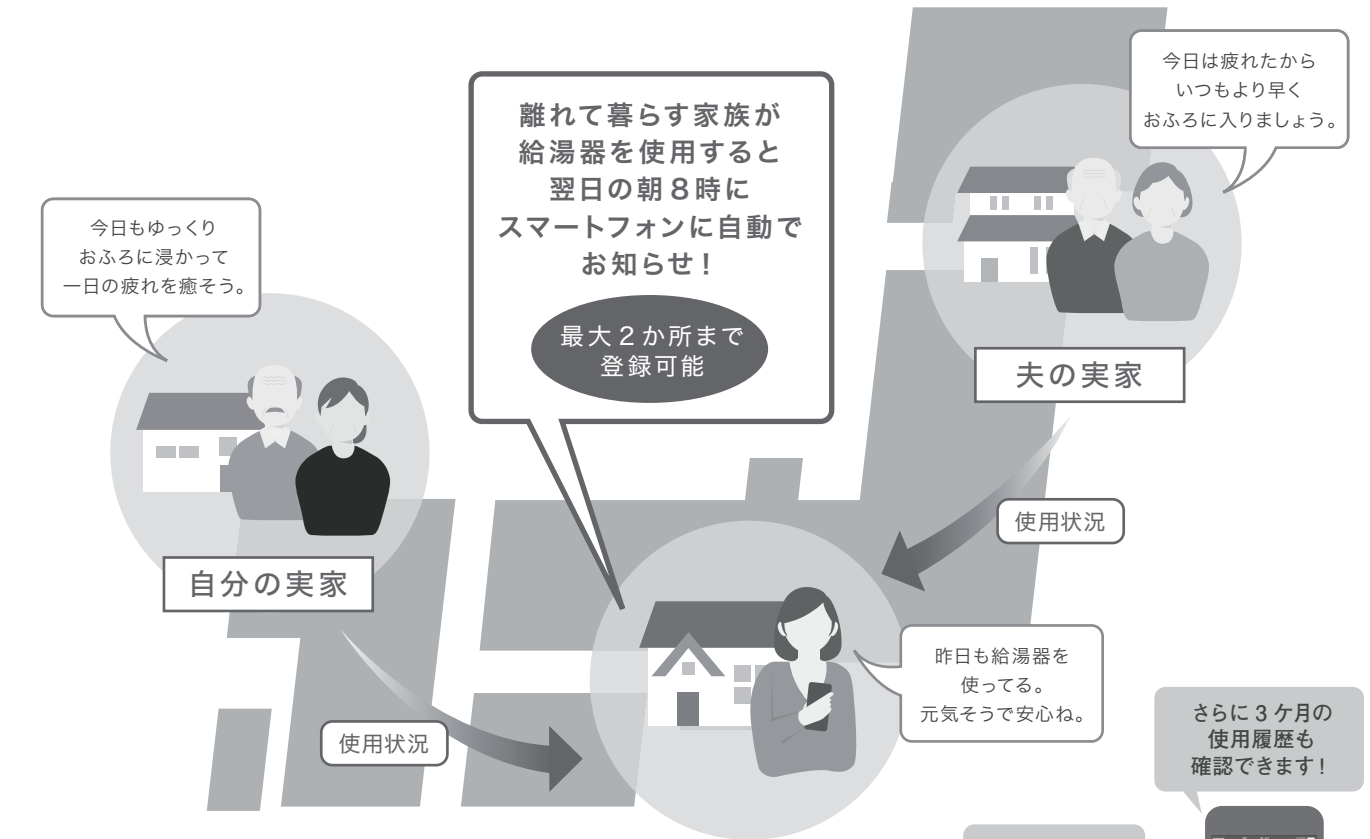 離れて暮らす家族が
給湯器を使用すると
翌日の朝8時に
スマートフォンに自動で
お知らせ!
最大2か所まで
登録可能
今日は疲れたから
いつもより早く
おふろに入りましょう。
今日もゆっくり
おふろに浸かって
一日の疲れを癒そう。
夫の実家
使用状況
自分の実家
使用状況
昨日も給湯器を
使ってる。
元気そうで安心ね。
さらに3ケ月の
使用履歴も
確認できます!